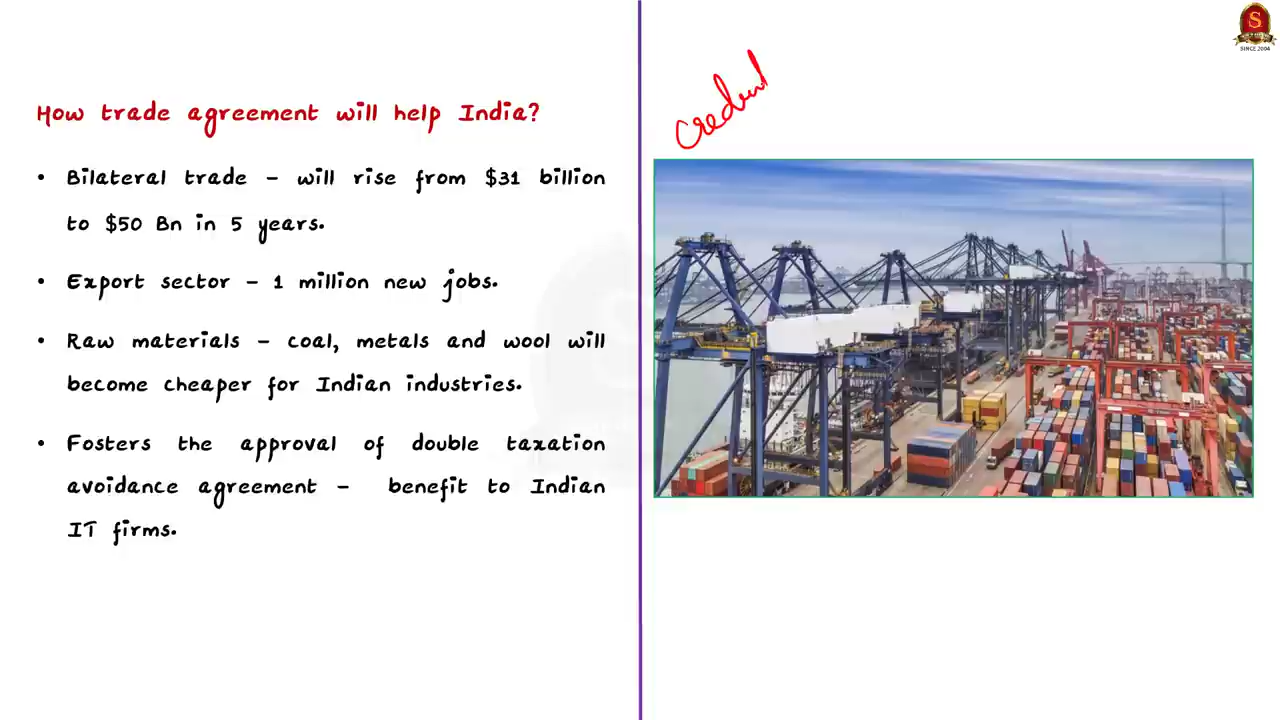 How trade agreement will help India?
• Bilateral trade – will rise from $31 billion
to $50 Bn in 5 years.
• Export sector – 1 million new jobs.
• Raw materials – coal, metals and wool will
become cheaper for Indian industries.
• Fosters the approval of double taxation
avoidance agreement – benefit to Indian
IT firms.
S
SINCE 2004